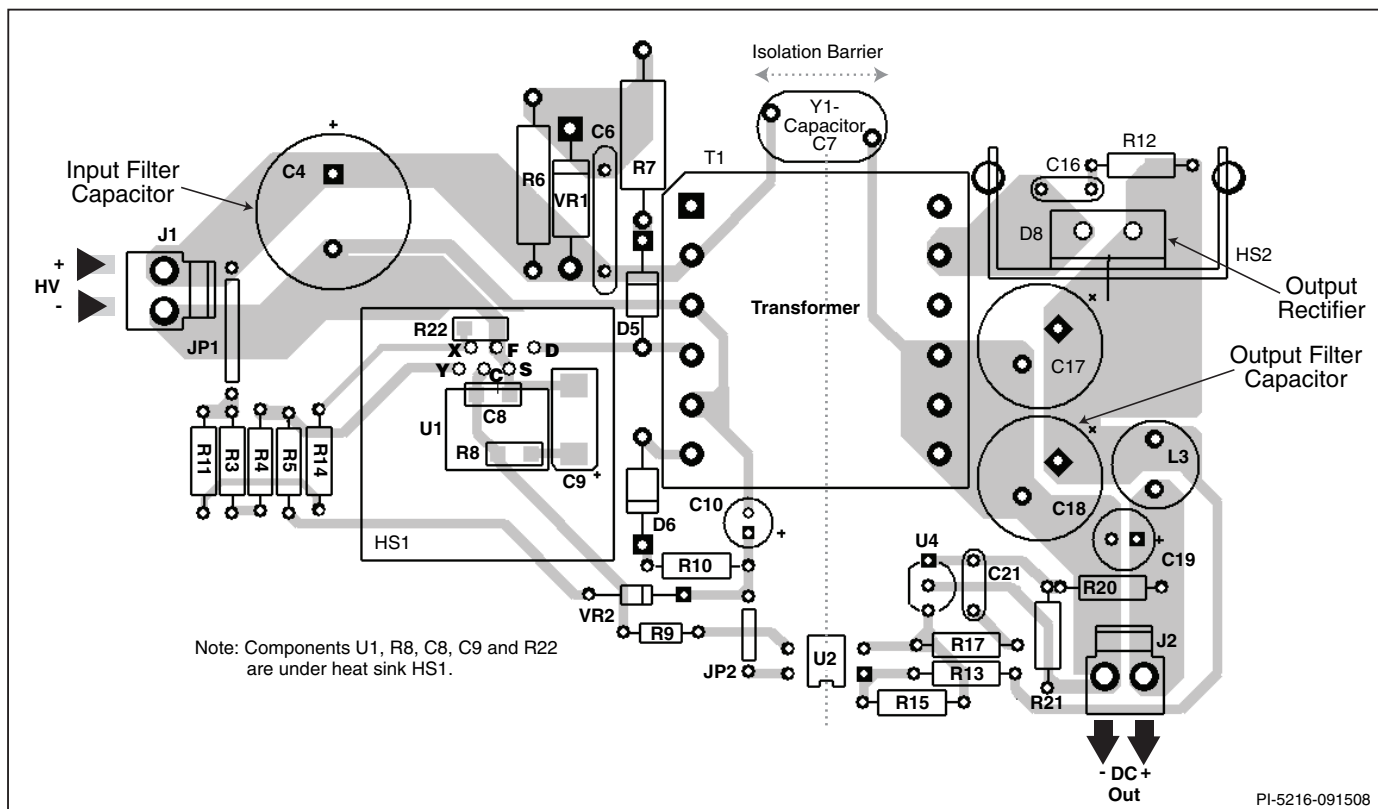 Isolation Barrier
Y1-
Capacitor
C7
+
Input Filter
Capacitor
C4
R6
VR1
C6
R7
T1
C16
R12
D8
HS2
J1
+
HV
-
JP1
Transformer
Output
Rectifier
D5
R22
X F D
Y C S
C17
Output Filter
Capacitor
C8
U1
R8
C9
+
R11
R3
R4
R5
R14
L3
C18
HS1
D6
C10
+
U4
C19
+
R10
C21
R20
VR2
R9
JP2
U2
R17
R13
R15
R21
J2
Note: Components U1, R8, C8, C9 and R22
are under heat sink HS1.
- DC +
Out
PI-5216-091508